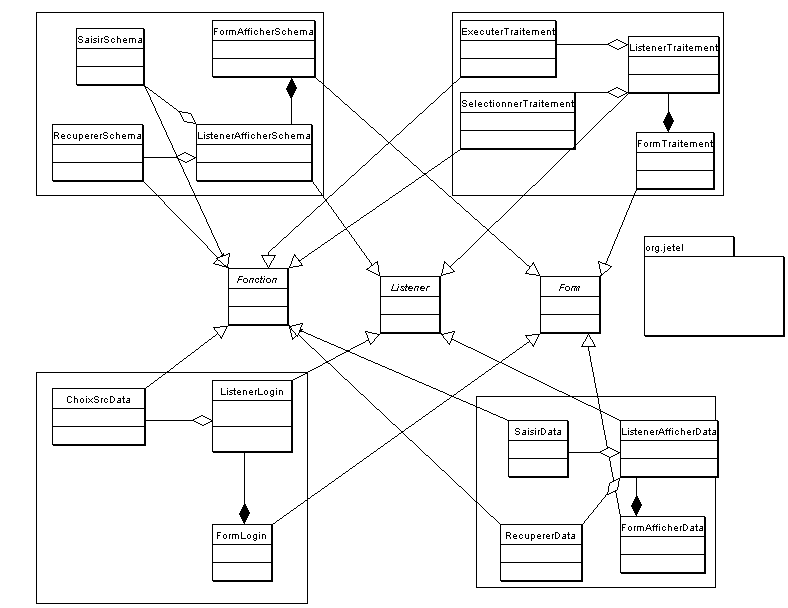 FormAfficherSchema
SaisirSchema
RecupererSchema
ListenerAfficherSchema
ExecuterTraitement
ListenerTraitement
SelectionnerTraitement
FormTraitement
org.jetel
Fonction
Listener
Form
ChoixSrcData
ListenerLogin
FormLogin
SaisirData
ListenerAfficherData
RecupererData
FormAfficherData